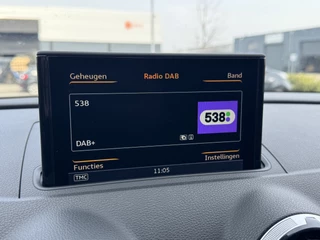 Geheugen Radio DAB Band
538
538
DAB+
Functies Instellingen
TMC 11:05